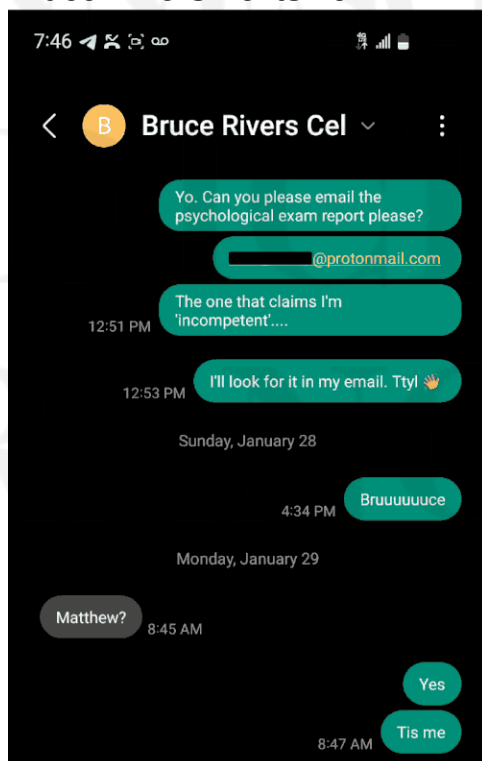 7:46
B Bruce Rivers Cel
Yo. Can you please email the
psychological exam report please?
@protonmail.com
The one that claims I'm
'incompetent'....
12:51 PM
I'll look for it in my email. Ttyl 👋
12:53 PM
Sunday, January 28
Bruuuuuuce
4:34 PM
Monday, January 29
Matthew?
8:45 AM
Yes
Tis me
8:47 AM